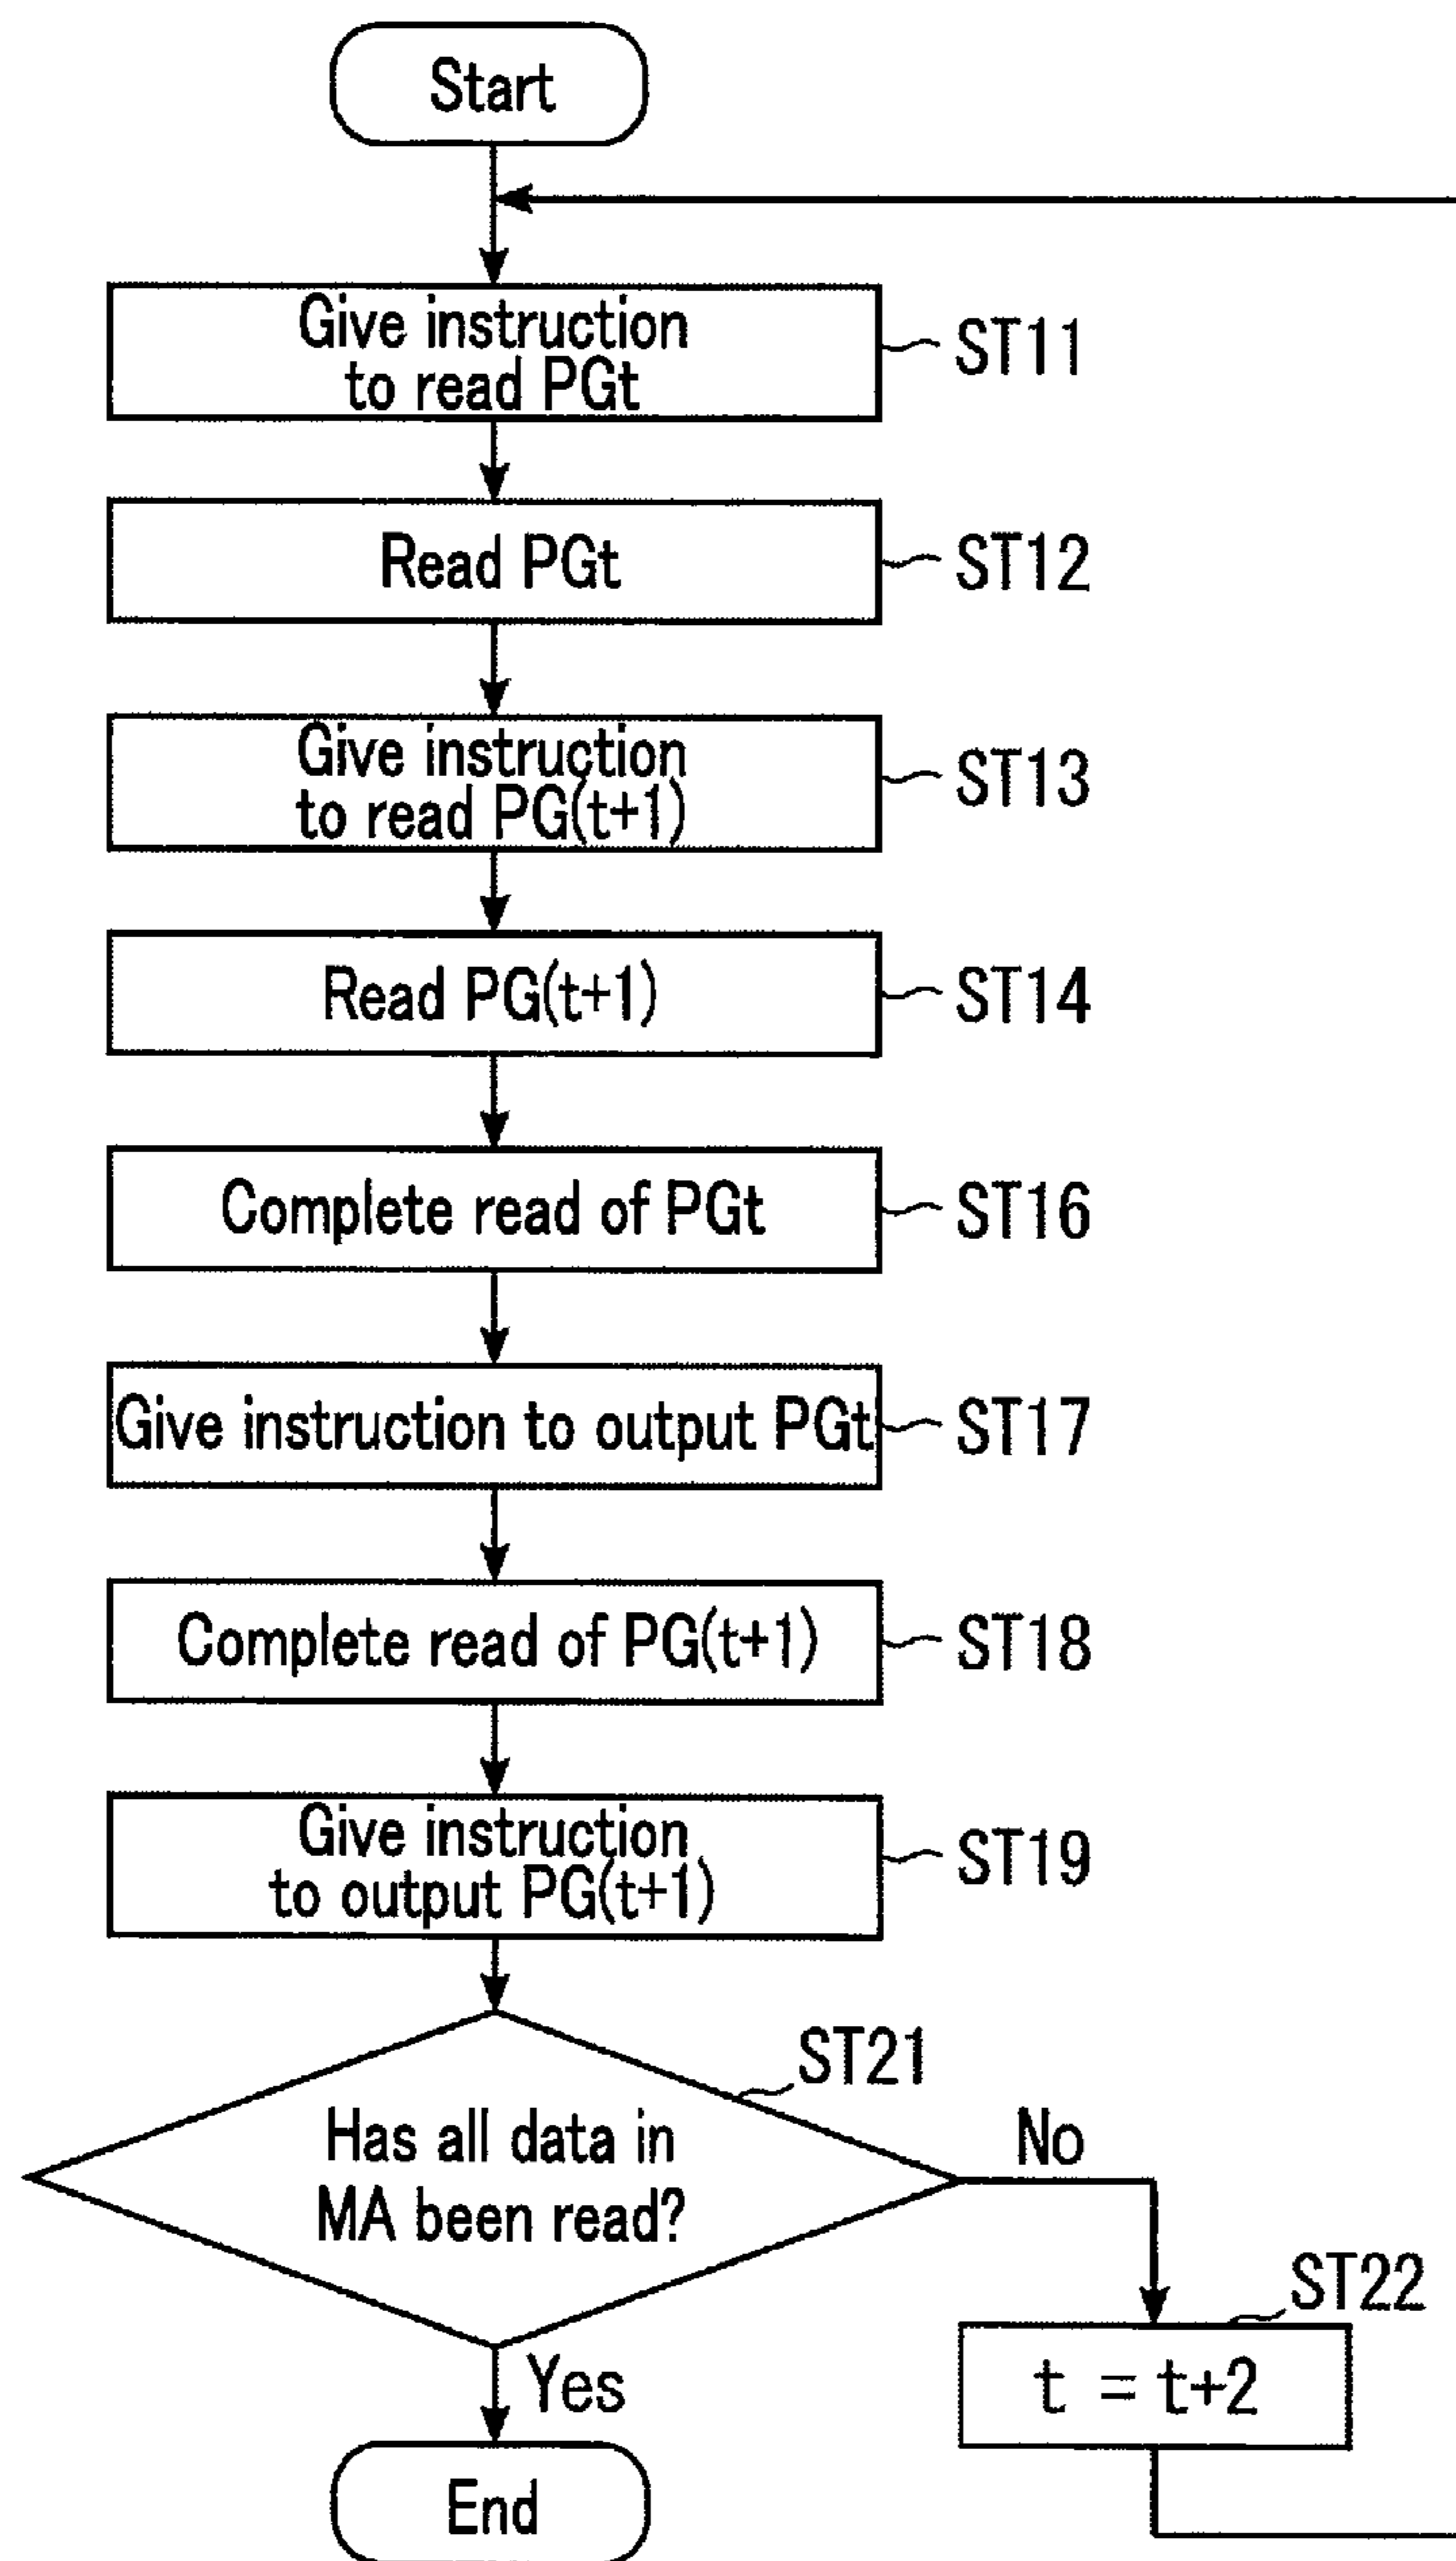 Start
Give instruction
to read PGt
ST11
Read PGt
ST12
Give instruction
to read PG(t+1)
ST13
Read PG(t+1)
ST14
Complete read of PGt
ST16
Give instruction to output PGt
ST17
Complete read of PG(t+1)
ST18
Give instruction
to output PG(t+1)
ST19
ST21
Has all data in
MA been read?
No
ST22
t = t+2
Yes
End